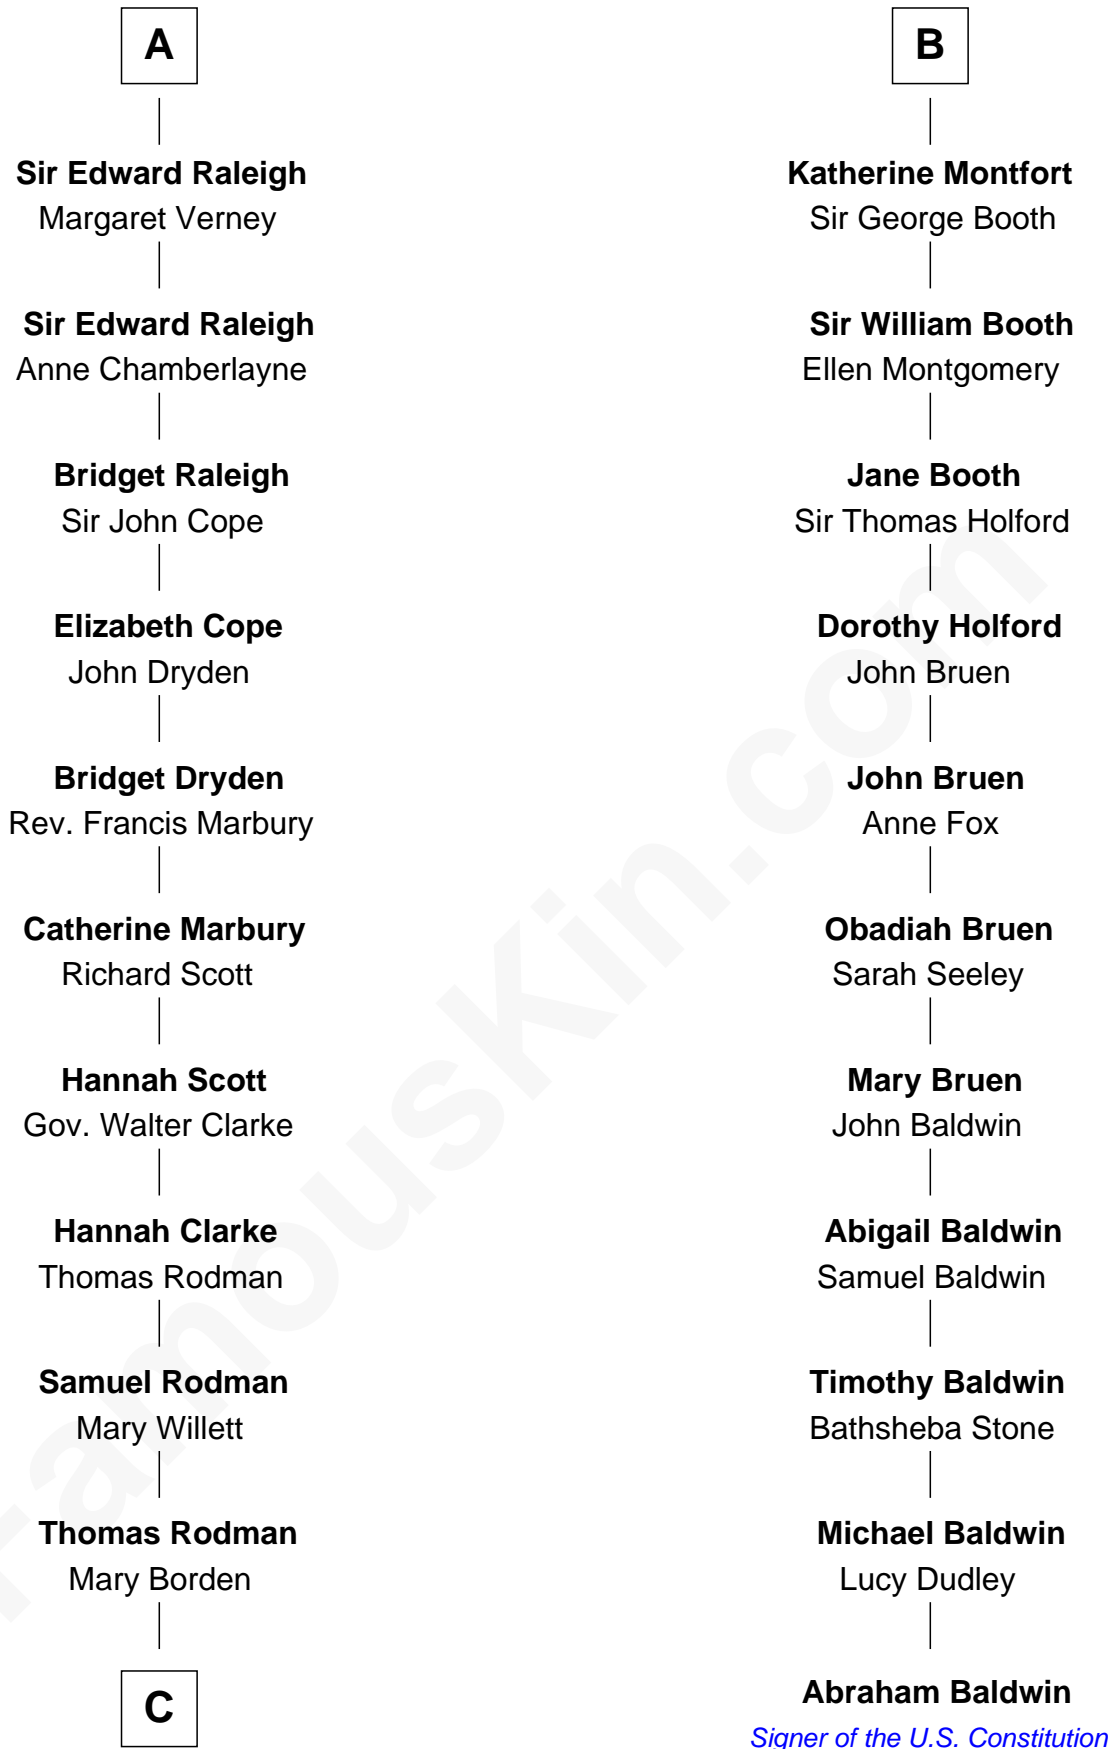 A
Sir Edward Raleigh
Margaret Verney
Sir Edward Raleigh
Anne Chamberlayne
Bridget Raleigh
Sir John Cope
Elizabeth Cope
John Dryden
Bridget Dryden
Rev. Francis Marbury
Catherine Marbury
Richard Scott
Hannah Scott
Gov. Walter Clarke
Hannah Clarke
Thomas Rodman
Samuel Rodman
Mary Willett
Thomas Rodman
Mary Borden
C
B
Katherine Montfort
Sir George Booth
Sir William Booth
Ellen Montgomery
Jane Booth
Sir Thomas Holford
Dorothy Holford
John Bruen
John Bruen
Anne Fox
Obadiah Bruen
Sarah Seeley
Mary Bruen
John Baldwin
Abigail Baldwin
Samuel Baldwin
Timothy Baldwin
Bathsheba Stone
Michael Baldwin
Lucy Dudley
Abraham Baldwin
Signer of the U.S. Constitution
FamousKin.com